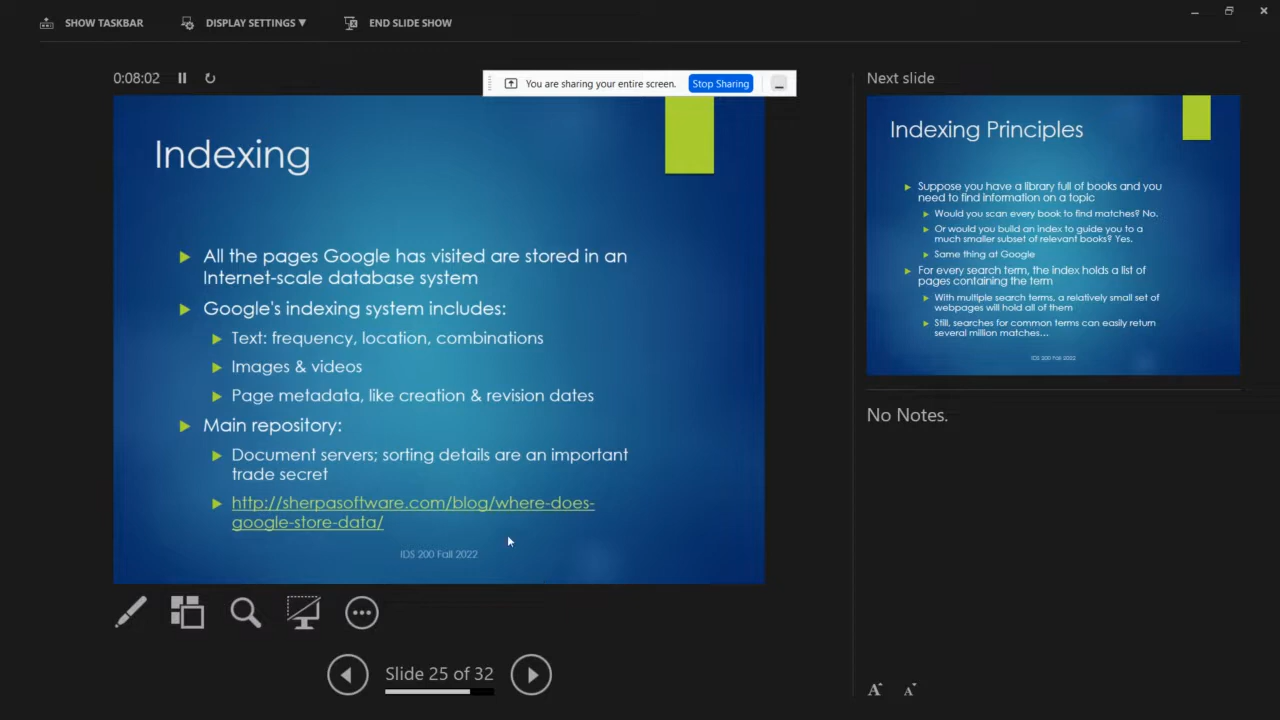 SHOW TASKBAR
DISPLAY SETTINGS ▼
END SLIDE SHOW
0:08:02
You are sharing your entire screen.
Stop Sharing
Indexing
All the pages Google has visited are stored in an
Internet-scale database system
Google's indexing system includes:
Text: frequency, location, combinations
Images & videos
Page metadata, like creation & revision dates
Main repository:
Document servers; sorting details are an important
trade secret
http://sherpasoftware.com/blog/where-does-
google-store-data/
IDS 200 Fall 2022
Slide 25 of 32
Next slide
Indexing Principles
Suppose you have a library full of books and you
need to find information on a topic
Would you scan every book to find matches? No.
Or would you build an index to guide you to a
much smaller subset of relevant books? Yes.
Same thing at Google
For every search term, the index holds a list of
pages containing the term
With multiple search terms, a relatively small set of
webpages will hold all of them
Still, searches for common terms can easily return
several million matches...
IDS 200 Fall 2022
No Notes.
A A